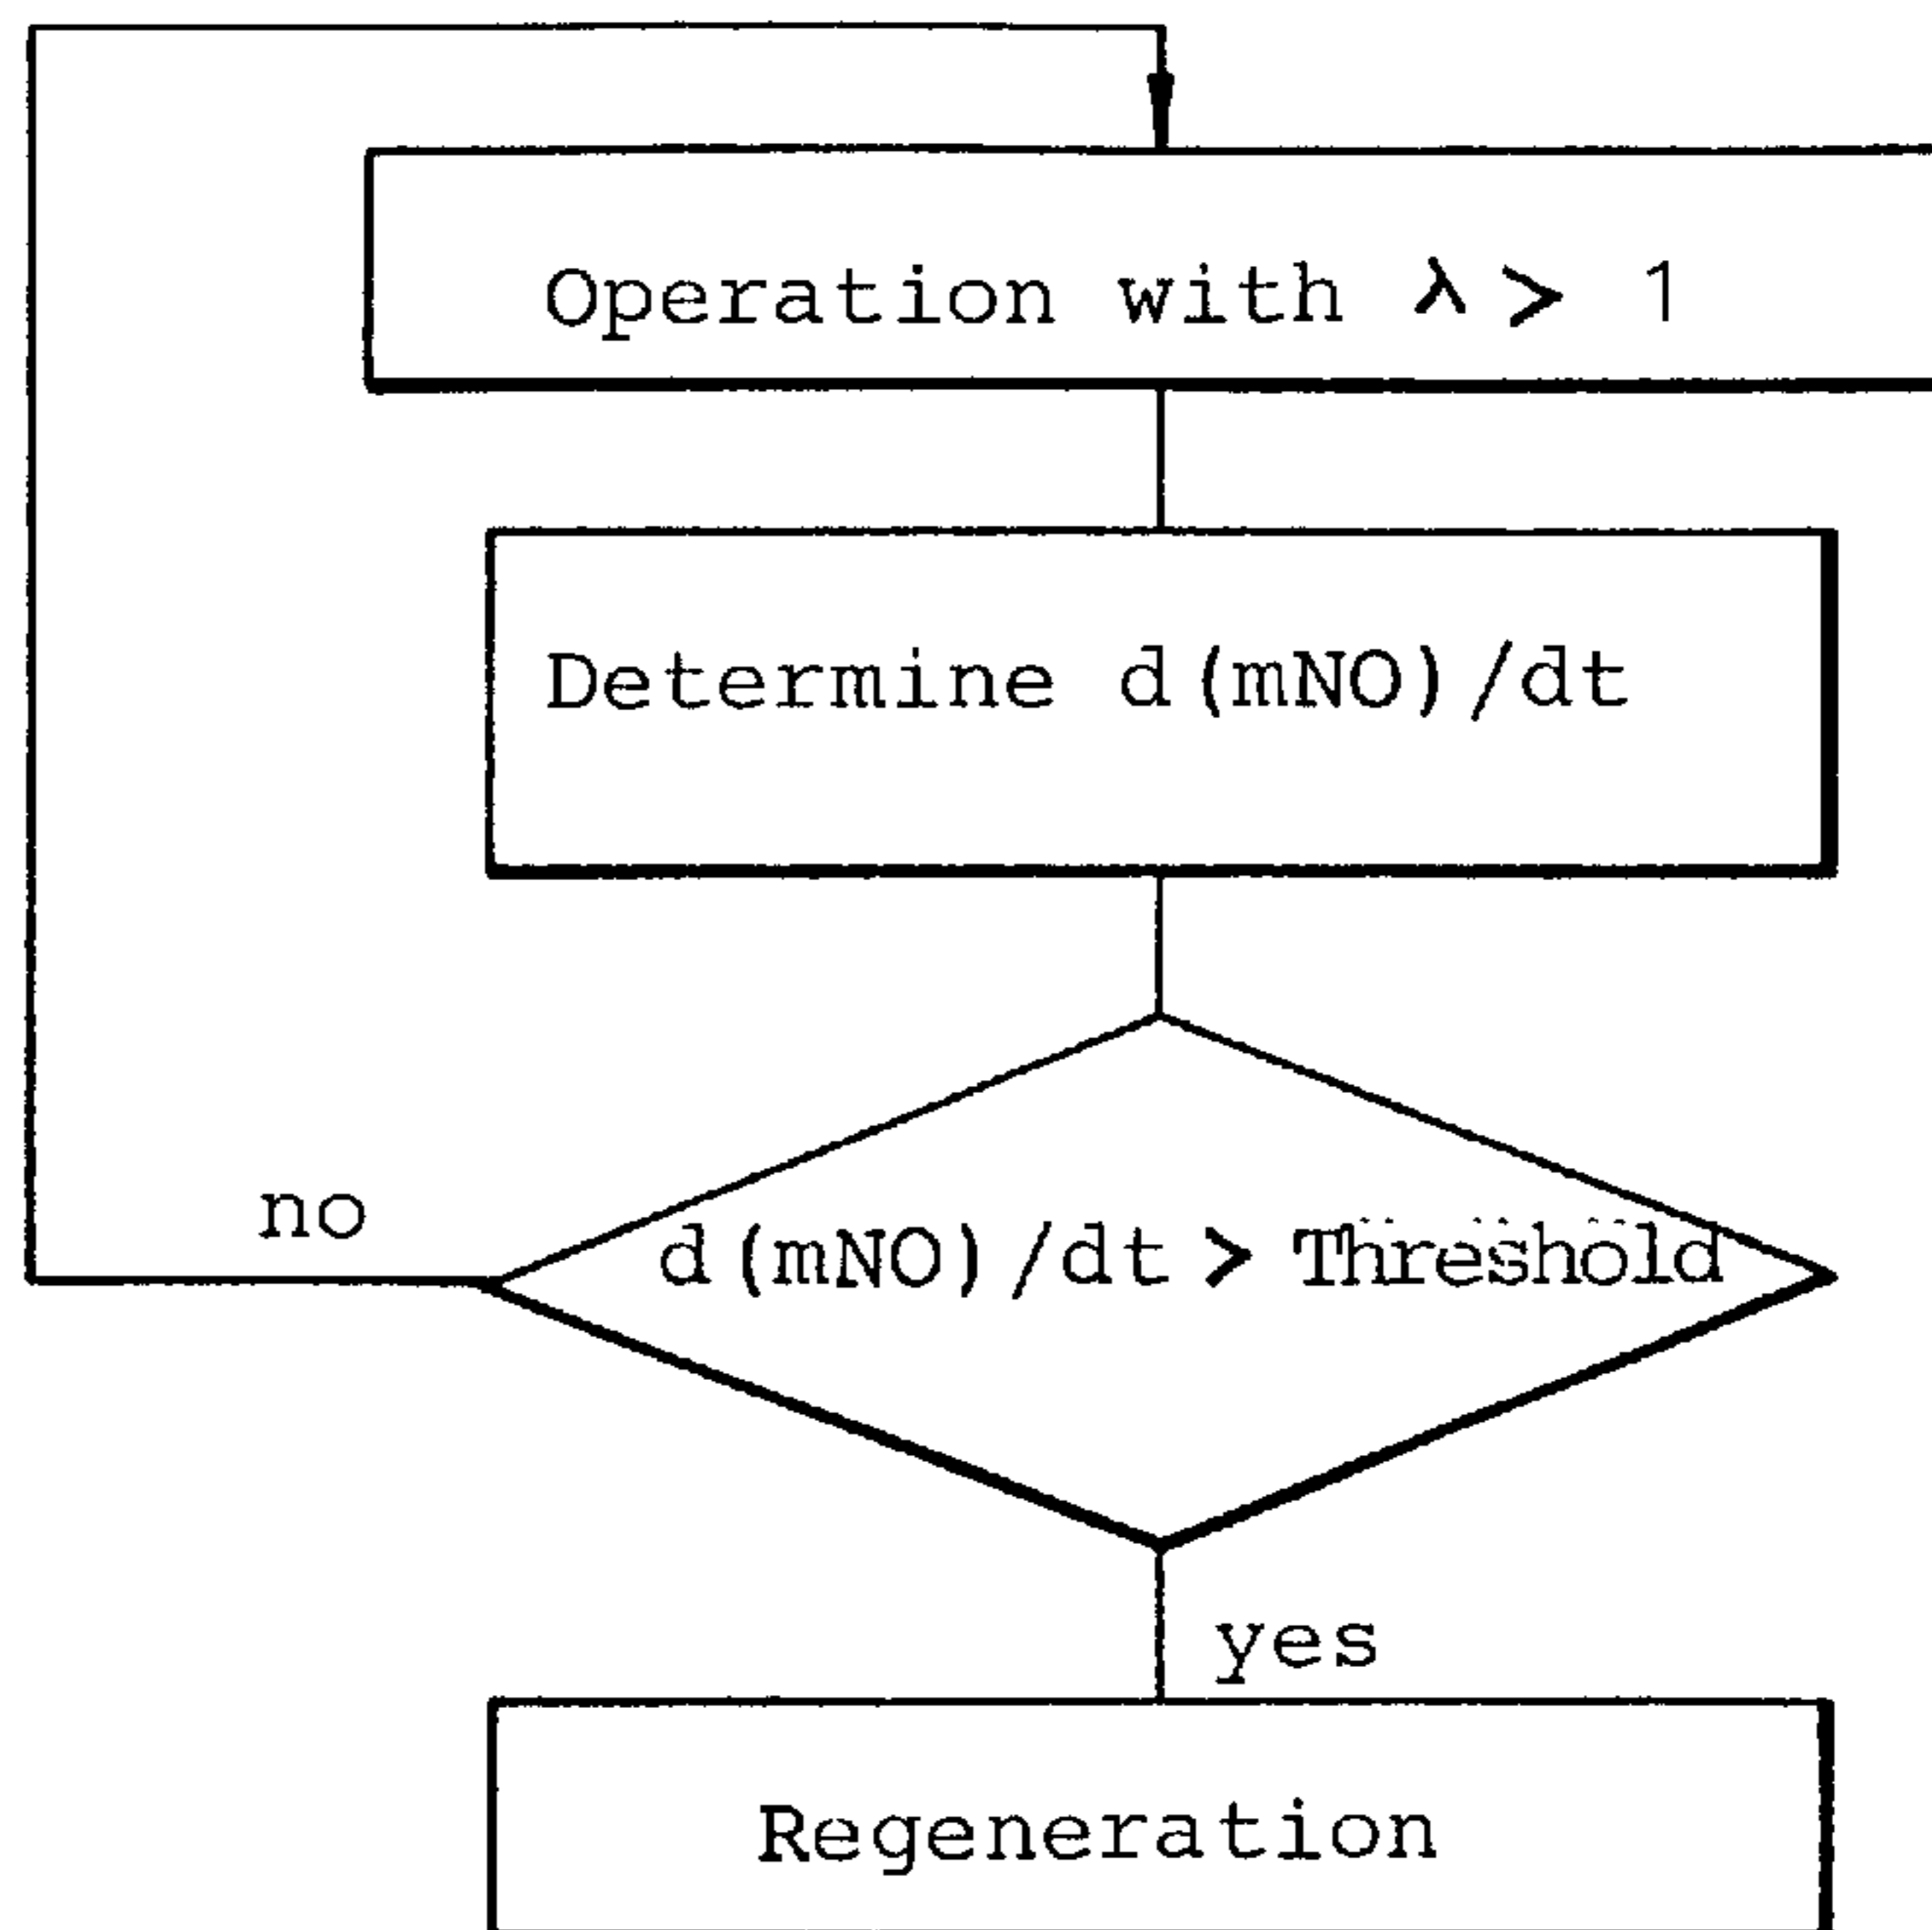 Operation with λ > 1
Determine d(mNO)/dt
d(mNO)/dt > Threshold
no
yes
Regeneration